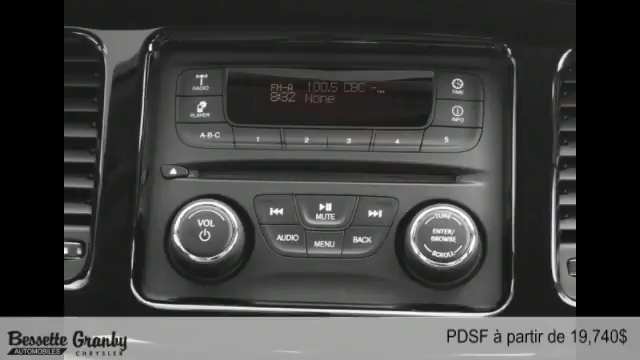 RADIO
PLAYER
A-B-C
FM-A 100.5 CBC -
8:32 None
TIME
INFO
1 2 3 4 5
VOL
MUTE
AUDIO MENU BACK
TUNE
ENTER/
BROWSE
SCROLL
Bessette Granby
AUTOMOBILES CHRYSLER
PDSF à partir de 19,740$